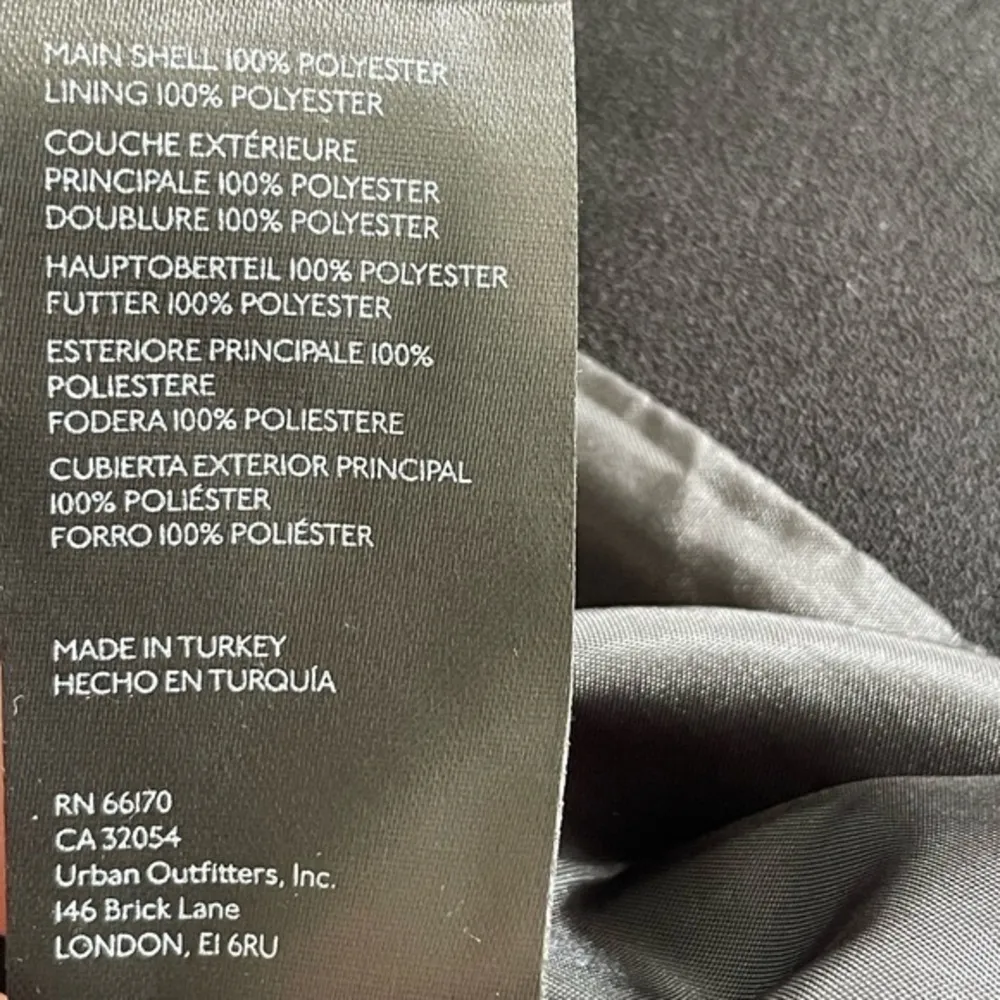 MAIN SHELL 100% POLYESTER
LINING 100% POLYESTER
COUCHE EXTÉRIEURE
PRINCIPALE 100% POLYESTER
DOUBLURE 100% POLYESTER
HAUPTOBERTEIL 100% POLYESTER
FUTTER 100% POLYESTER
ESTERIORE PRINCIPALE 100%
POLIESTERE
FODERA 100% POLIESTERE
CUBIERTA EXTERIOR PRINCIPAL
100% POLIÉSTER
FORRO 100% POLIÉSTER
MADE IN TURKEY
HECHO EN TURQUÍA
RN 66170
CA 32054
Urban Outfitters, Inc.
146 Brick Lane
LONDON, E1 6RU